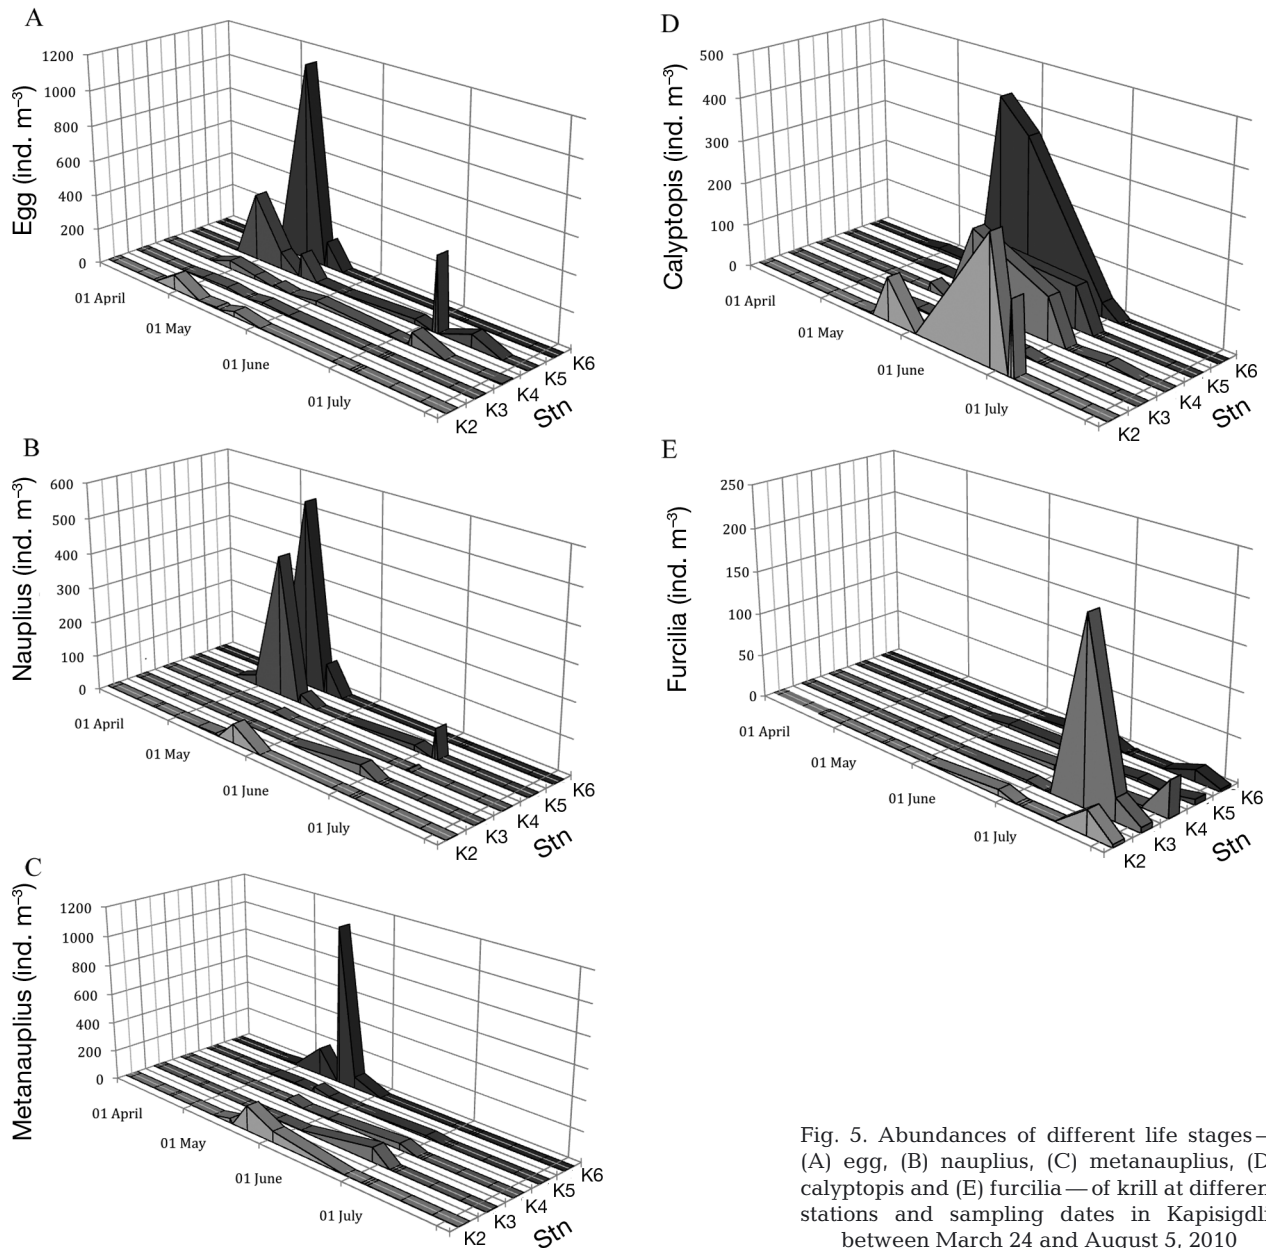 A
Egg (ind. m⁻³)
1200
1000
800
600
400
200
0
01 April
01 May
01 June
01 July
K2
K3
K4
K5
K6
Stn
B
Nauplius (ind. m⁻³)
600
500
400
300
200
100
0
01 April
01 May
01 June
01 July
K2
K3
K4
K5
K6
Stn
C
Metanauplius (ind. m⁻³)
1200
1000
800
600
400
200
0
01 April
01 May
01 June
01 July
K2
K3
K4
K5
K6
Stn
D
Calyptopis (ind. m⁻³)
500
400
300
200
100
0
01 April
01 May
01 June
01 July
K2
K3
K4
K5
K6
Stn
E
Furcilia (ind. m⁻³)
250
200
150
100
50
0
01 April
01 May
01 June
01 July
K2
K3
K4
K5
K6
Stn
Fig. 5. Abundances of different life stages —
(A) egg, (B) nauplius, (C) metanauplius, (D
calyptopis and (E) furcilia — of krill at differen
stations and sampling dates in Kapisigdli
between March 24 and August 5, 2010